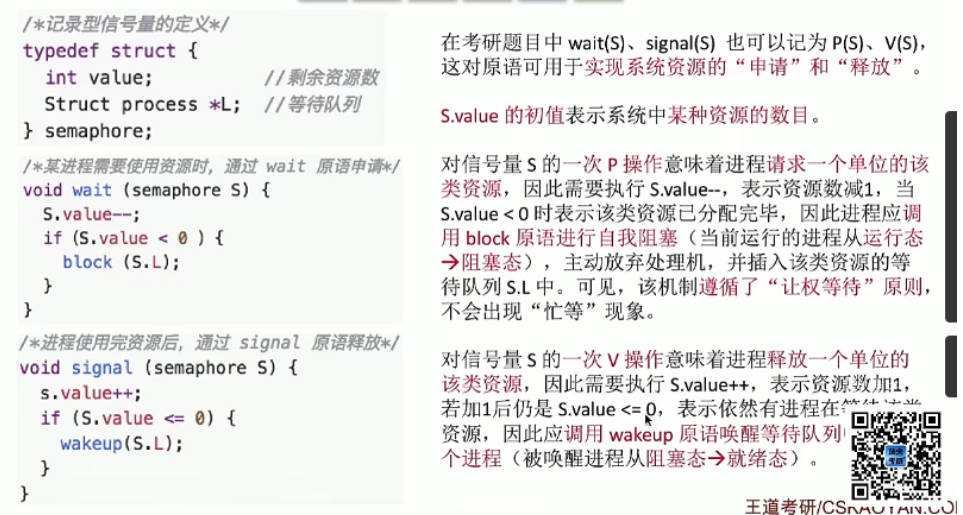 /*记录型信号量的定义*/
typedef struct {
int value; //剩余资源数
Struct process *L; //等待队列
} semaphore;
/*某进程需要使用资源时，通过 wait 原语申请*/
void wait (semaphore S) {
S.value--;
if (S.value < 0 ) {
block (S.L);
}
}
/*进程使用完资源后，通过 signal 原语释放*/
void signal (semaphore S) {
s.value++;
if (S.value <= 0) {
wakeup(S.L);
}
}
在考研题目中 wait(S)、signal(S) 也可以记为 P(S)、V(S)，
这对原语可用于实现系统资源的“申请”和“释放”。
S.value 的初值表示系统中某种资源的数目。
对信号量 S 的一次 P 操作意味着进程请求一个单位的该
类资源，因此需要执行 S.value--，表示资源数减1，当
S.value < 0 时表示该类资源已分配完毕，因此进程应调
用 block 原语进行自我阻塞（当前运行的进程从运行态
→阻塞态），主动放弃处理机，并插入该类资源的等
待队列 S.L 中。可见，该机制遵循了“让权等待”原则，
不会出现“忙等”现象。
对信号量 S 的一次 V 操作意味着进程释放一个单位的
该类资源，因此需要执行 S.value++，表示资源数加1，
若加1后仍是 S.value <= 0，表示依然有进程在
资源，因此应调用 wakeup 原语唤醒等待队列
个进程（被唤醒进程从阻塞态→就绪态）。
王道考研/CSKAOYAN.CO